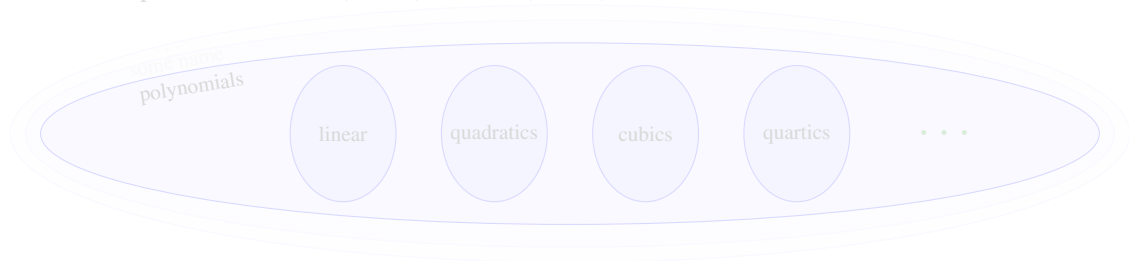 polynomials
linear
quadratics
cubics
quartics
. . .